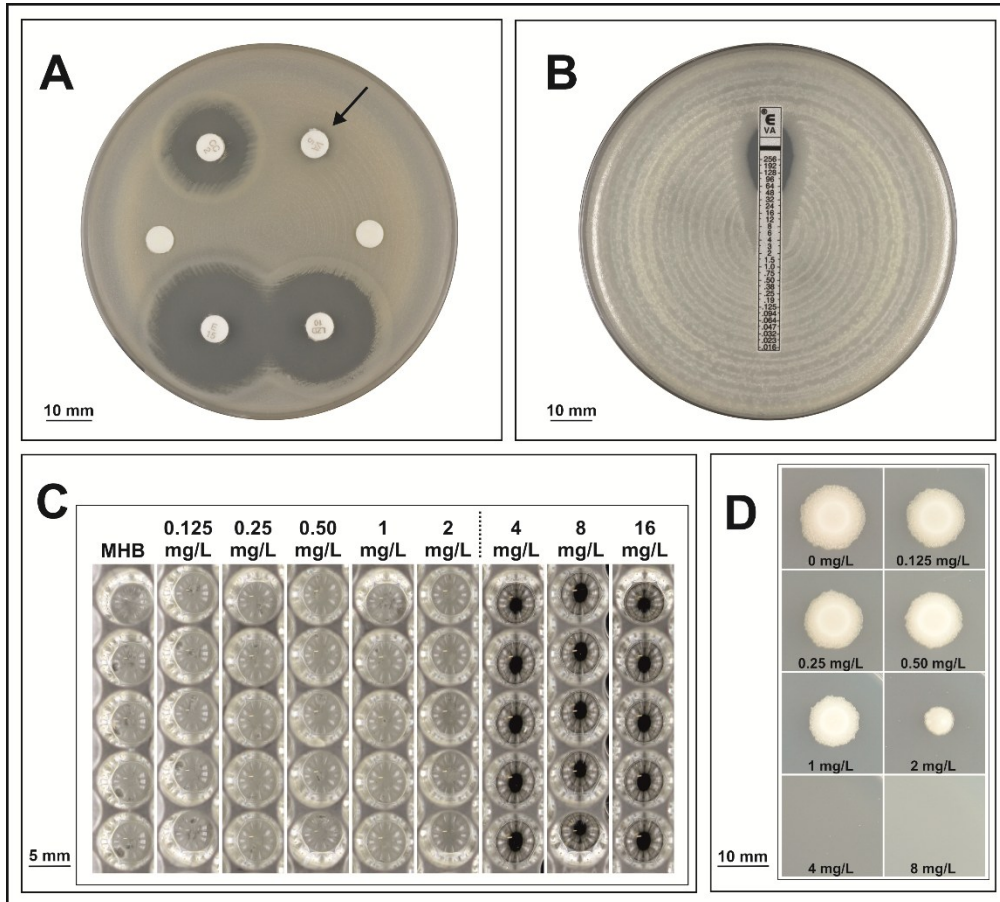 A
LZD
10
10 mm
B
® E
VA
256
192
128
96
64
48
32
24
16
12
8
6
4
3
2
1.5
1.0
.75
.50
.38
.25
.19
.125
.094
.064
.047
.032
.023
.016
10 mm
C
MHB
0.125 mg/L
0.25 mg/L
0.50 mg/L
1 mg/L
2 mg/L
4 mg/L
8 mg/L
16 mg/L
5 mm
D
0 mg/L
0.125 mg/L
0.25 mg/L
0.50 mg/L
1 mg/L
2 mg/L
4 mg/L
8 mg/L
10 mm